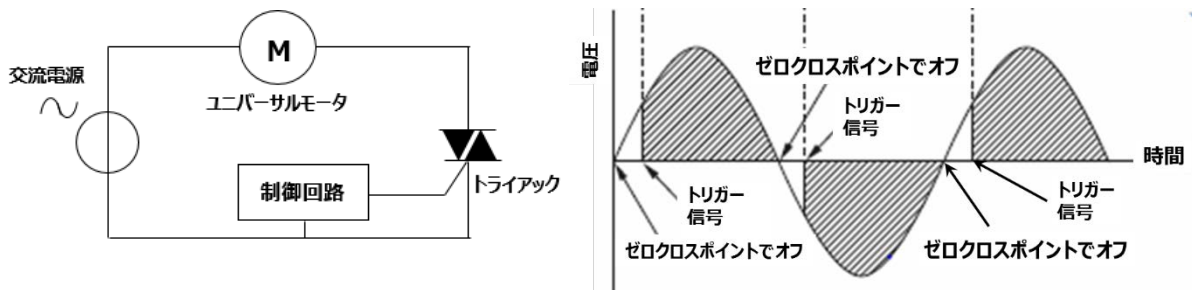 交流電源
M
ユニバーサルモータ
制御回路
トライアック
電圧
ゼロクロスポイントでオフ
トリガー
信号
時間
トリガー
信号
トリガー
信号
ゼロクロスポイントでオフ
ゼロクロスポイントでオフ